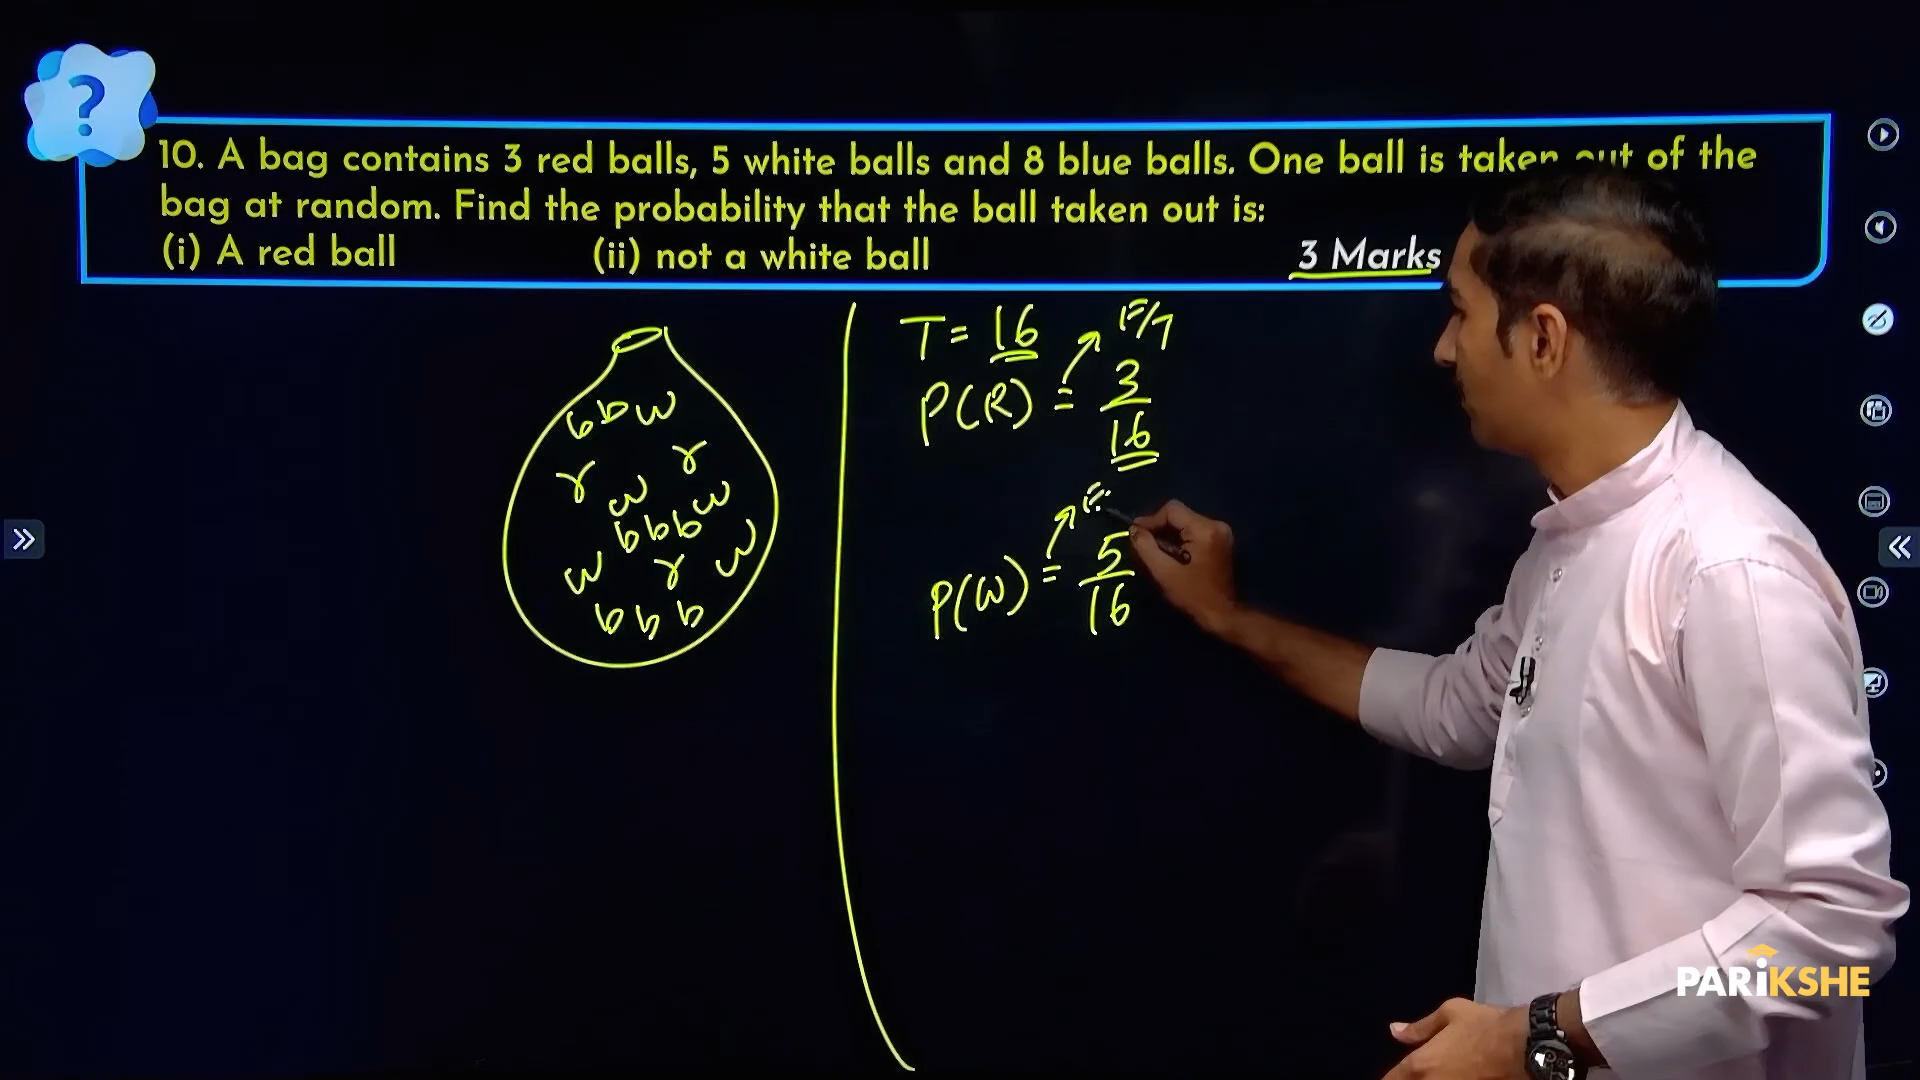 ?
10. A bag contains 3 red balls, 5 white balls and 8 blue balls. One ball is taken out of the
bag at random. Find the probability that the ball taken out is:
(i) A red ball (ii) not a white ball 3 Marks
b b w
r r
w w
b b b
w r w
b b b
T = 16
F/T
P(R) = 3/16
F
P(W) = 5/16
PARIKSHE